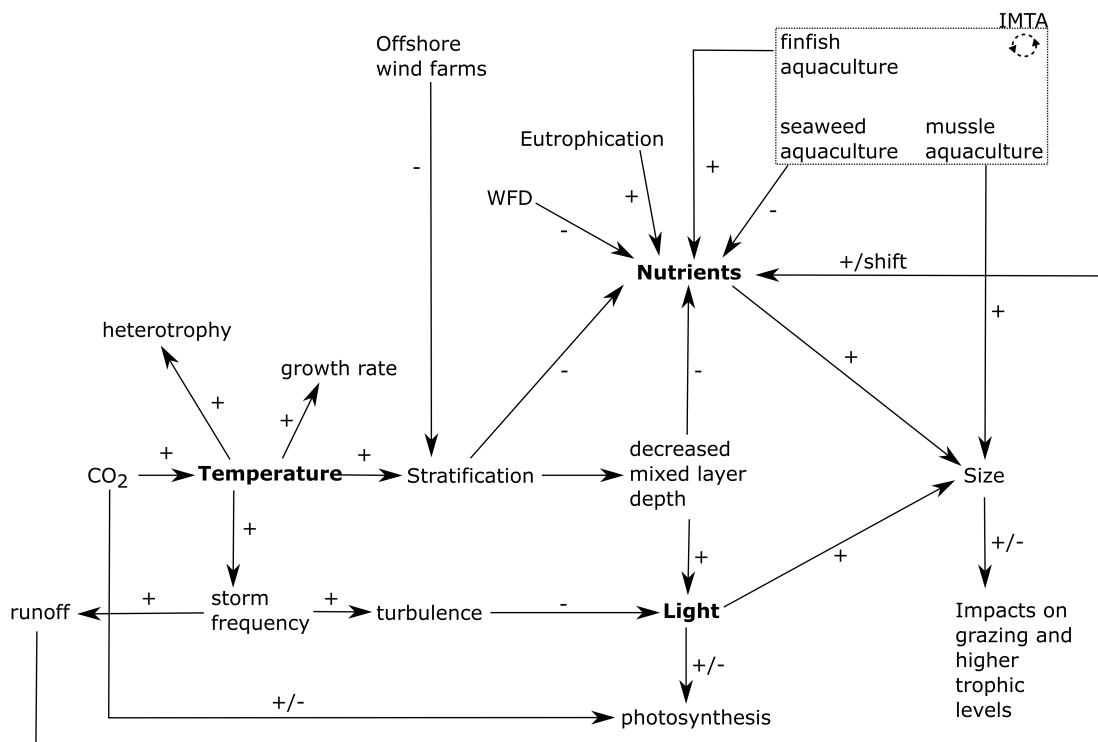 IMTA
Offshore
wind farms
finfish
aquaculture
Eutrophication
seaweed
aquaculture
mussle
aquaculture
-
+
WFD
+
-
-
Nutrients
+/shift
heterotrophy
growth rate
+
+
-
-
+
+
CO2
+
Temperature
+
Stratification
decreased
mixed layer
depth
Size
+
+
+
+/-
runoff
+
storm
frequency
+
turbulence
-
Light
+/-
Impacts on
grazing and
higher
trophic
levels
+/-
photosynthesis